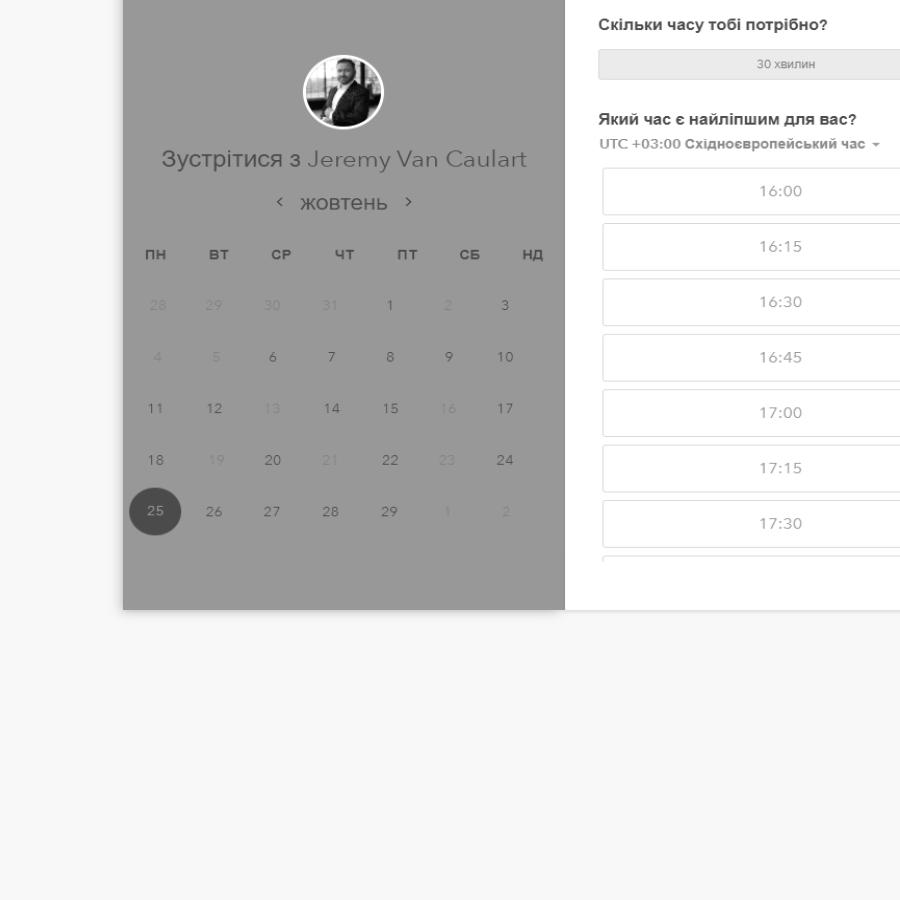 Зустрітися з Jeremy Van Caulart
жовтень
ПН ВТ СР ЧТ ПТ СБ НД
28 29 30 31 1 2 3
4 5 6 7 8 9 10
11 12 13 14 15 16 17
18 19 20 21 22 23 24
25 26 27 28 29 1 2
Скільки часу тобі потрібно?
30 хвилин
Який час є найліпшим для вас?
UTC +03:00 Східноєвропейський час
16:00
16:15
16:30
16:45
17:00
17:15
17:30